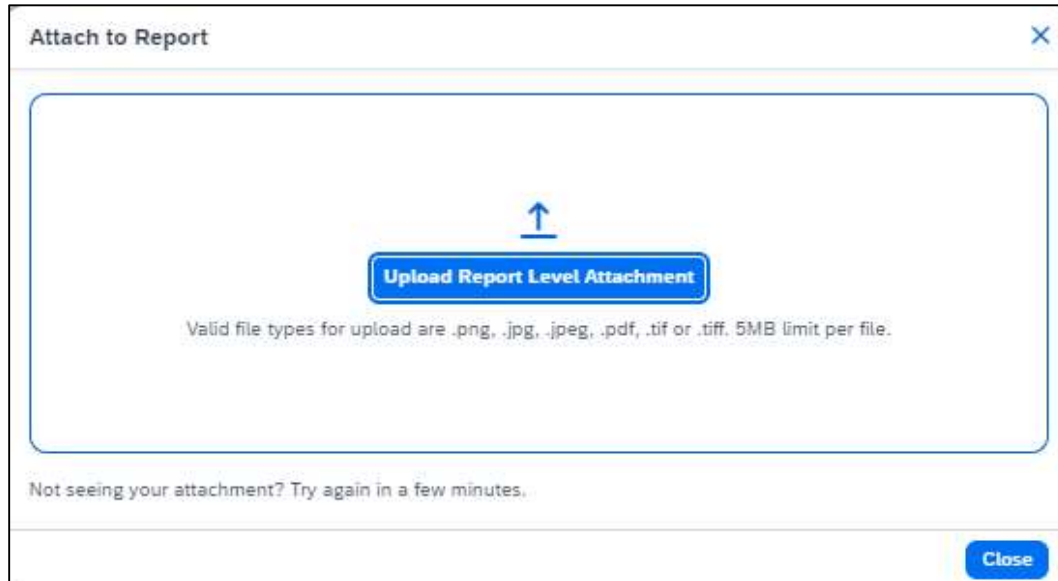 Attach to Report
Upload Report Level Attachment
Valid file types for upload are .png, .jpg, .jpeg, .pdf, .tif or .tiff. 5MB limit per file.
Not seeing your attachment? Try again in a few minutes.
Close